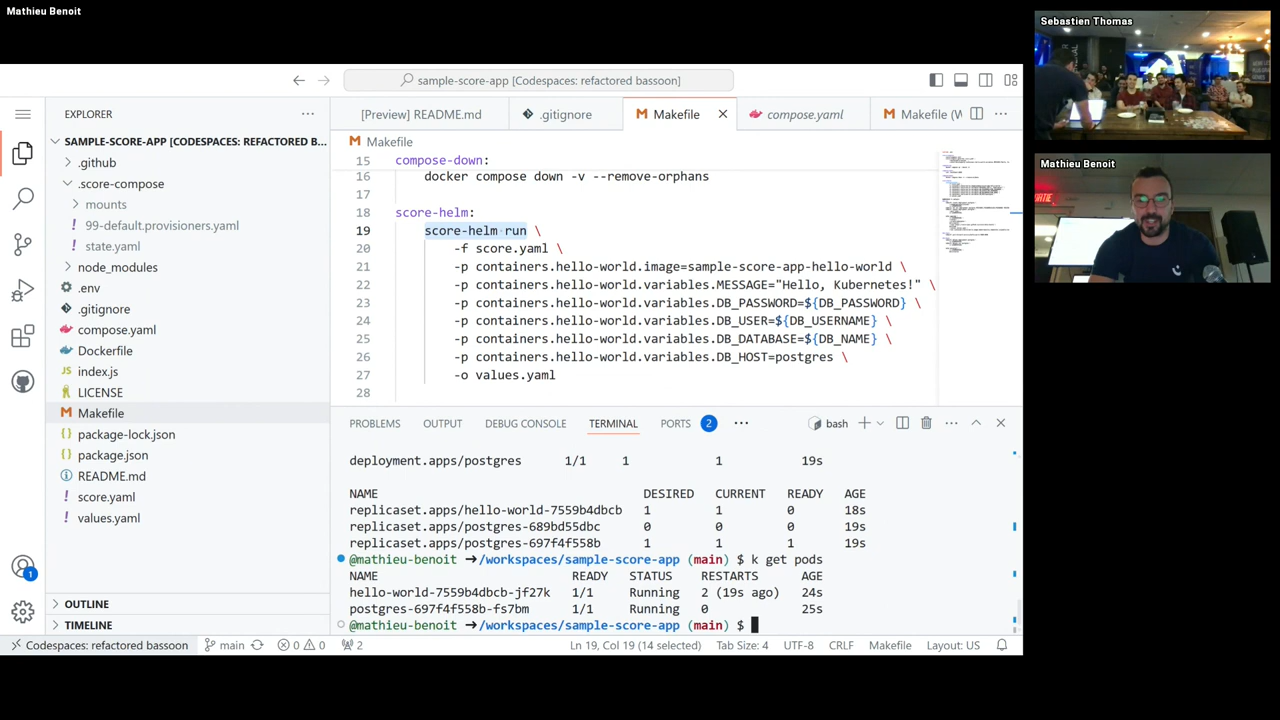 Mathieu Benoit
Sebastien Thomas
Mathieu Benoit
sample-score-app [Codespaces: refactored bassoon]
EXPLORER
[Preview] README.md
.gitignore
Makefile
compose.yaml
Makefile (W
SAMPLE-SCORE-APP [CODESPACES: REFACTORED B...
.github
.score-compose
mounts
99-default.provisioners.yaml
state.yaml
node_modules
.env
.gitignore
compose.yaml
Dockerfile
index.js
LICENSE
Makefile
package-lock.json
package.json
README.md
score.yaml
values.yaml
OUTLINE
TIMELINE
Makefile
15 compose-down:
16 docker compose down -v --remove-orphans
17
18 score-helm:
19 score-helm run \
20 -f score.yaml \
21 -p containers.hello-world.image=sample-score-app-hello-world \
22 -p containers.hello-world.variables.MESSAGE="Hello, Kubernetes!" \
23 -p containers.hello-world.variables.DB_PASSWORD=${DB_PASSWORD} \
24 -p containers.hello-world.variables.DB_USER=${DB_USERNAME} \
25 -p containers.hello-world.variables.DB_DATABASE=${DB_NAME} \
26 -p containers.hello-world.variables.DB_HOST=postgres \
27 -o values.yaml
28
PROBLEMS OUTPUT DEBUG CONSOLE TERMINAL PORTS 2 ... bash
deployment.apps/postgres 1/1 1 1 19s
NAME DESIRED CURRENT READY AGE
replicaset.apps/hello-world-7559b4dbcb 1 1 0 18s
replicaset.apps/postgres-689bd55dbc 0 0 0 19s
replicaset.apps/postgres-697f4f558b 1 1 1 19s
@mathieu-benoit ➜/workspaces/sample-score-app (main) $ k get pods
NAME READY STATUS RESTARTS AGE
hello-world-7559b4dbcb-jf27k 1/1 Running 2 (19s ago) 24s
postgres-697f4f558b-fs7bm 1/1 Running 0 25s
@mathieu-benoit ➜/workspaces/sample-score-app (main) $
1
Codespaces: refactored bassoon main 0 0 2 Ln 19, Col 19 (14 selected) Tab Size: 4 UTF-8 CRLF Makefile Layout: US